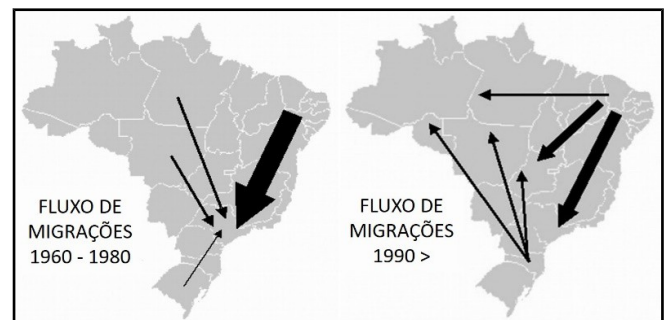 FLUXO DE
MIGRAÇÕES
1960 - 1980
FLUXO DE
MIGRAÇÕES
1990 >